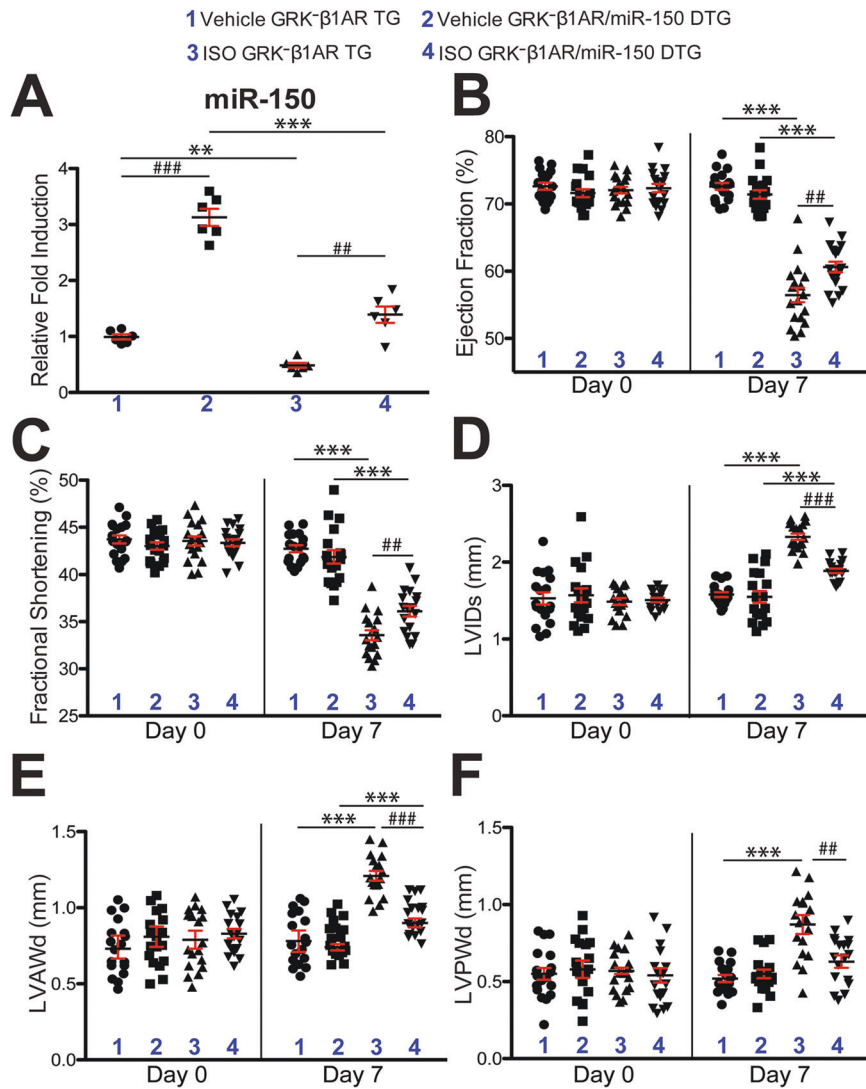 1 Vehicle GRK⁻β1AR TG 2 Vehicle GRK⁻β1AR/miR-150 DTG
3 ISO GRK⁻β1AR TG 4 ISO GRK⁻β1AR/miR-150 DTG
A
miR-150
***
**
###
##
Relative Fold Induction
4
3
2
1
0
1 2 3 4
B
***
***
##
Ejection Fraction (%)
80
70
60
50
1 2 3 4 1 2 3 4
Day 0 Day 7
C
***
***
##
Fractional Shortening (%)
50
45
40
35
30
25
1 2 3 4 1 2 3 4
Day 0 Day 7
D
***
***
###
LVIDs (mm)
3
2
1
0
1 2 3 4 1 2 3 4
Day 0 Day 7
E
***
***
###
LVAWd (mm)
1.5
1.0
0.5
0.0
1 2 3 4 1 2 3 4
Day 0 Day 7
F
***
##
LVPWd (mm)
1.5
1.0
0.5
0.0
1 2 3 4 1 2 3 4
Day 0 Day 7